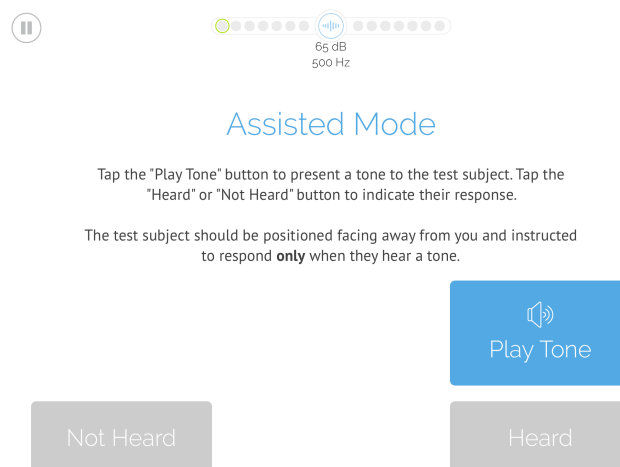 65 dB
500 Hz
Assisted Mode
Tap the "Play Tone" button to present a tone to the test subject. Tap the
"Heard" or "Not Heard" button to indicate their response.
The test subject should be positioned facing away from you and instructed
to respond only when they hear a tone.
Play Tone
Not Heard
Heard